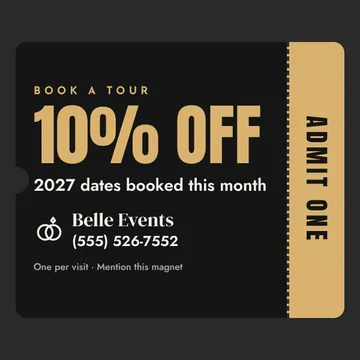 BOOK A TOUR
10% OFF
2027 dates booked this month
Belle Events
(555) 526-7552
One per visit · Mention this magnet
ADMIT ONE